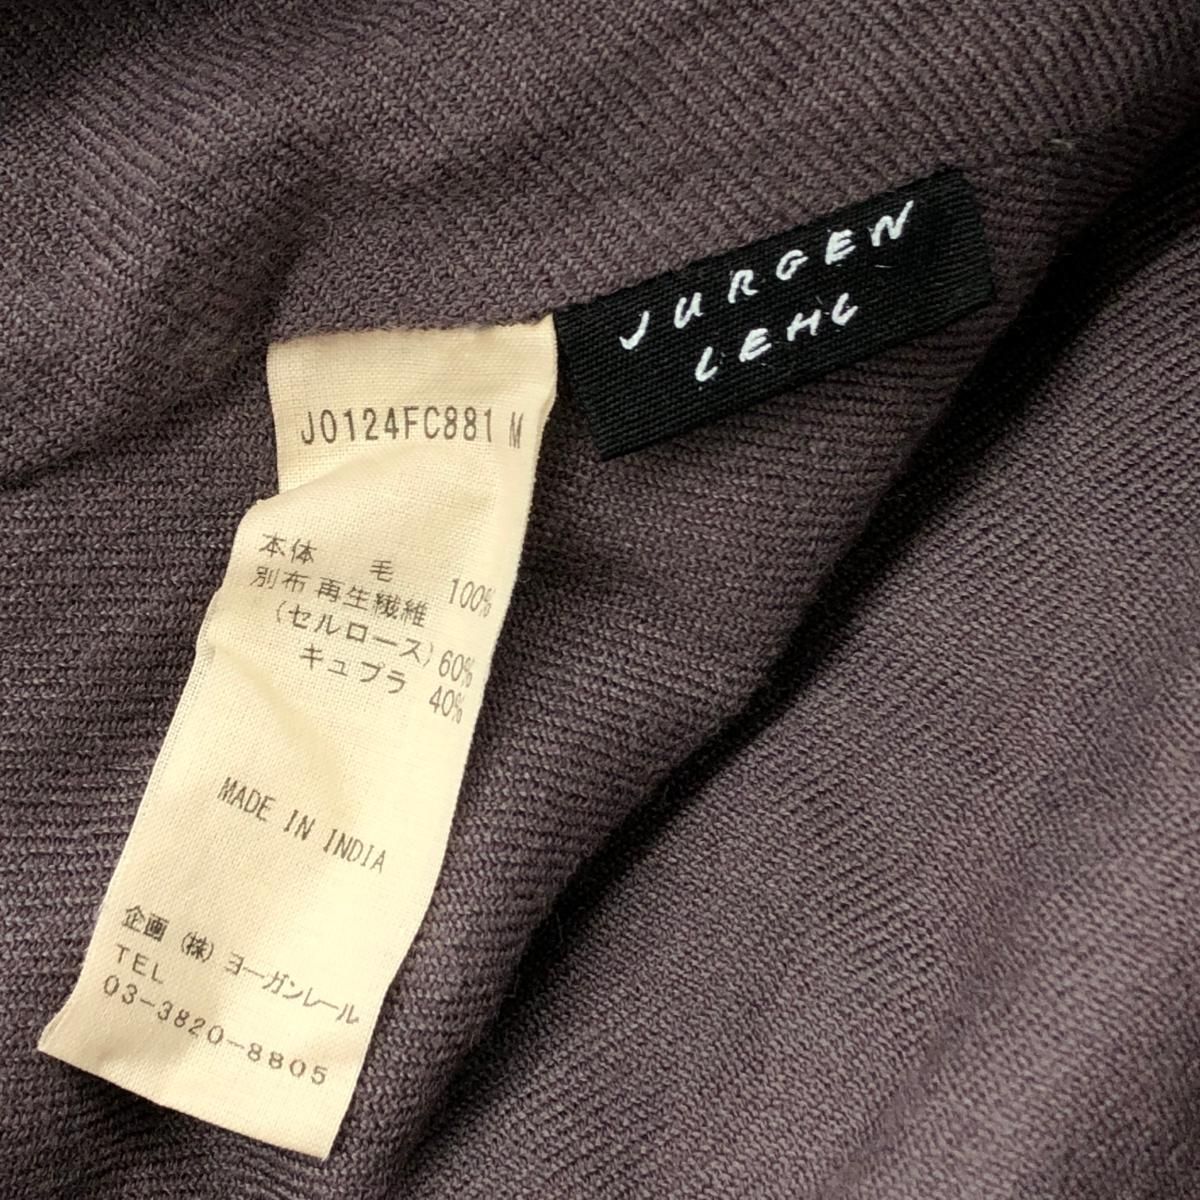 JURGEN
LEHL
J0124FC881 M
本体 毛 100%
別布 再生繊維
(セルロース) 60%
キュプラ 40%
MADE IN INDIA
企画 (株) ヨーガンレール
TEL
03-3820-8805